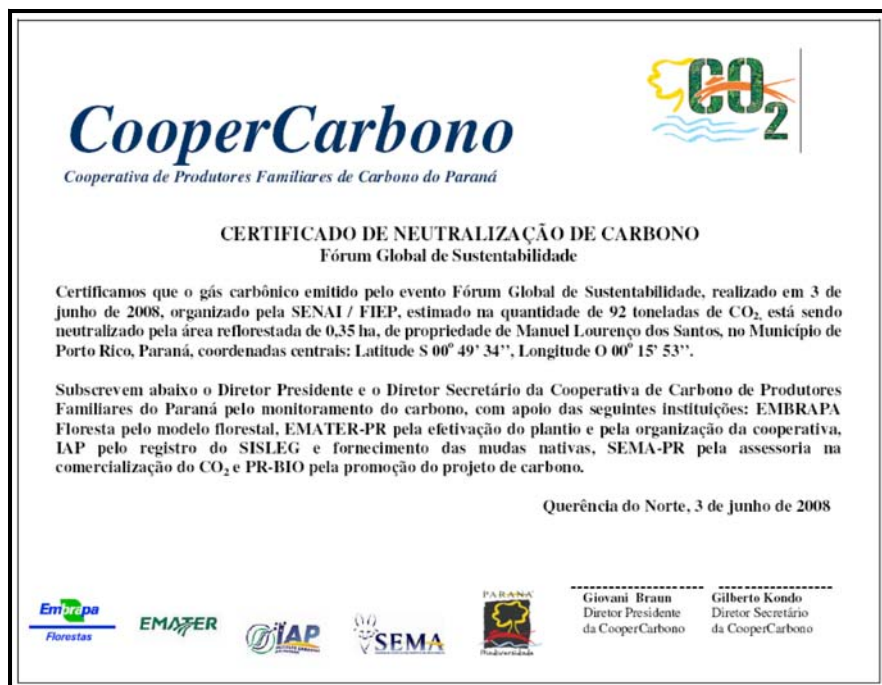 CO2
CooperCarbono
Cooperativa de Produtores Familiares de Carbono do Paraná
CERTIFICADO DE NEUTRALIZAÇÃO DE CARBONO
Fórum Global de Sustentabilidade
Certificamos que o gás carbônico emitido pelo evento Fórum Global de Sustentabilidade, realizado em 3 de
junho de 2008, organizado pela SENAI / FIEP, estimado na quantidade de 92 toneladas de CO2, está sendo
neutralizado pela área reflorestada de 0,35 ha, de propriedade de Manuel Lourenço dos Santos, no Município de
Porto Rico, Paraná, coordenadas centrais: Latitude S 00º 49' 34'', Longitude O 00º 15' 53''.
Subscrevem abaixo o Diretor Presidente e o Diretor Secretário da Cooperativa de Carbono de Produtores
Familiares do Paraná pelo monitoramento do carbono, com apoio das seguintes instituições: EMBRAPA
Floresta pelo modelo florestal, EMATER-PR pela efetivação do plantio e pela organização da cooperativa,
IAP pelo registro do SISLEG e fornecimento das mudas nativas, SEMA-PR pela assessoria na
comercialização do CO2 e PR-BIO pela promoção do projeto de carbono.
Querência do Norte, 3 de junho de 2008
Embrapa
Florestas
EMATER
IAP
SEMA
PARANÁ
Biodiversidade
Giovani Braun
Diretor Presidente
da CooperCarbono
Gilberto Kondo
Diretor Secretário
da CooperCarbono